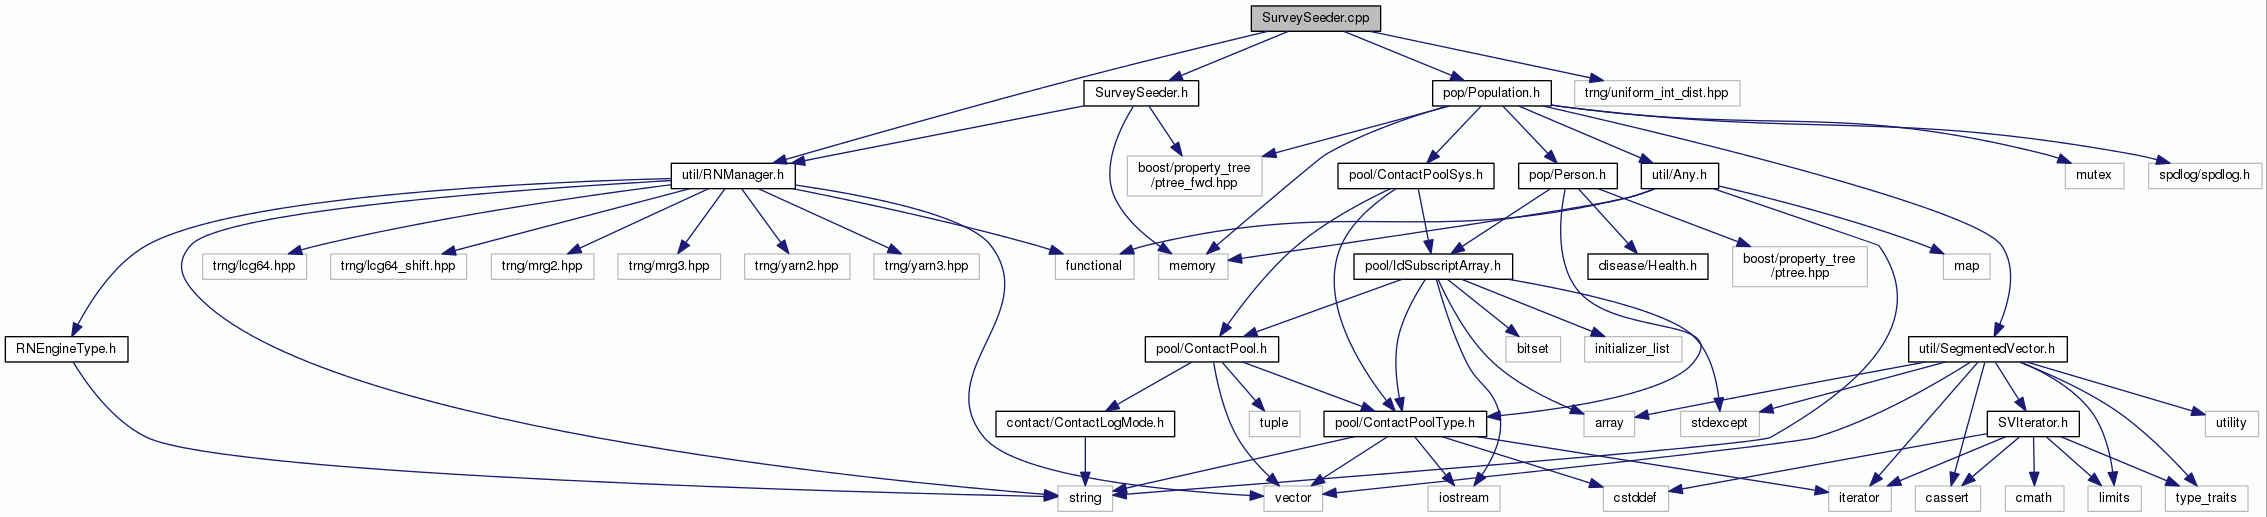 SurveySeeder.cpp
SurveySeeder.h
pop/Population.h
trng/uniform_int_dist.hpp
util/RNManager.h
boost/property_tree
/ptree_fwd.hpp
pool/ContactPoolSys.h
pop/Person.h
util/Any.h
mutex
spdlog/spdlog.h
trng/lcg64.hpp
trng/lcg64_shift.hpp
trng/mrg2.hpp
trng/mrg3.hpp
trng/yarn2.hpp
trng/yarn3.hpp
functional
memory
pool/IdSubscriptArray.h
disease/Health.h
boost/property_tree
/ptree.hpp
map
RNEngineType.h
pool/ContactPool.h
bitset
initializer_list
util/SegmentedVector.h
contact/ContactLogMode.h
tuple
pool/ContactPoolType.h
array
stdexcept
SVIterator.h
utility
string
vector
iostream
cstddef
iterator
cassert
cmath
limits
type_traits